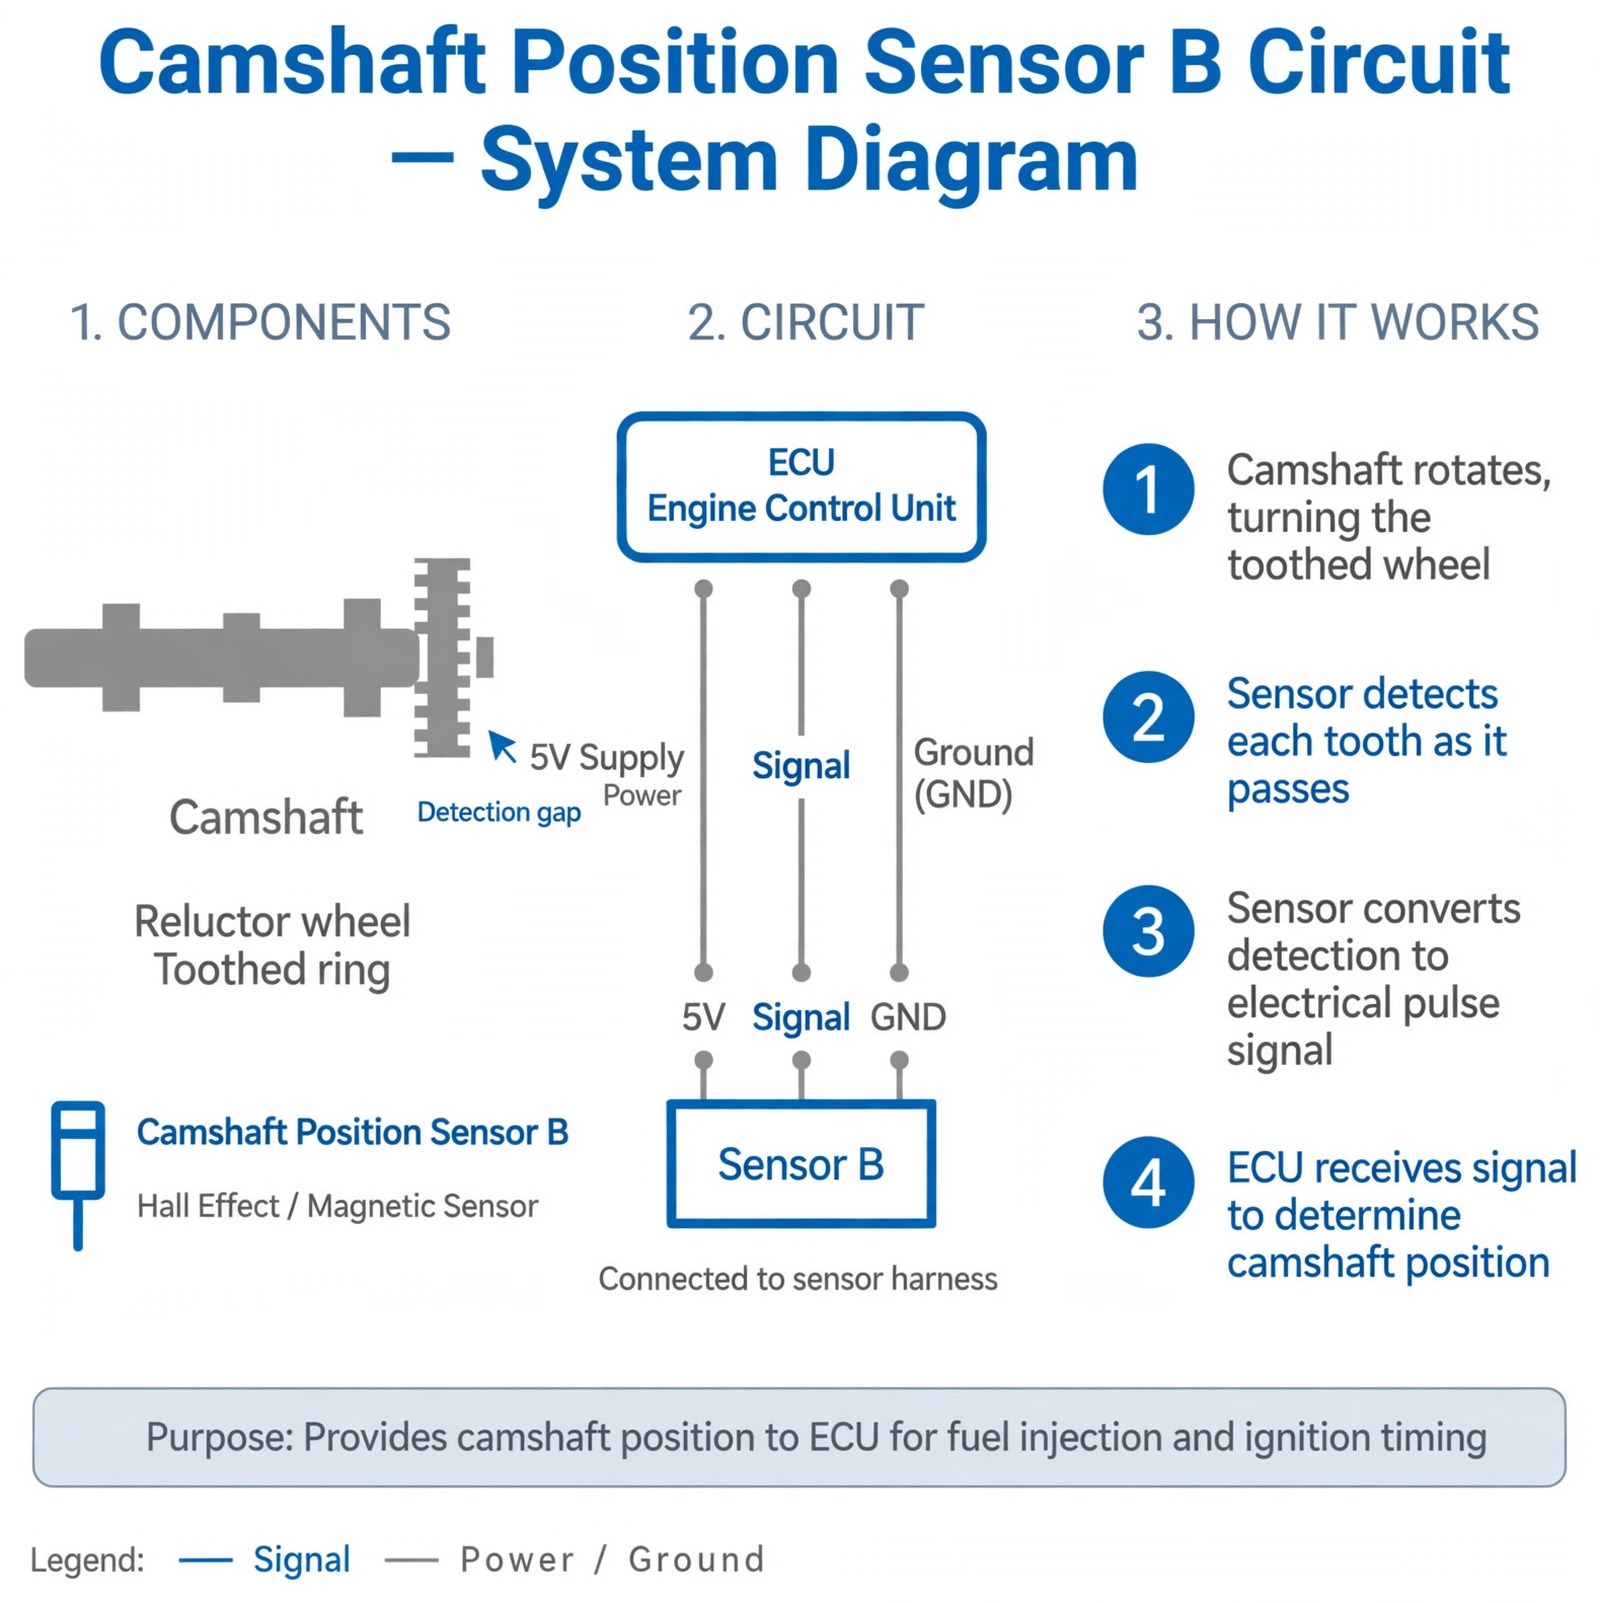 Camshaft Position Sensor B Circuit
— System Diagram
1. COMPONENTS
Camshaft
Detection gap
Reluctor wheel
Toothed ring
Camshaft Position Sensor B
Hall Effect / Magnetic Sensor
2. CIRCUIT
ECU
Engine Control Unit
5V Supply
Power
Signal
Ground
(GND)
5V Signal GND
Sensor B
Connected to sensor harness
3. HOW IT WORKS
1 Camshaft rotates,
turning the
toothed wheel
2 Sensor detects
each tooth as it
passes
3 Sensor converts
detection to
electrical pulse
signal
4 ECU receives signal
to determine
camshaft position
Purpose: Provides camshaft position to ECU for fuel injection and ignition timing
Legend: Signal Power / Ground